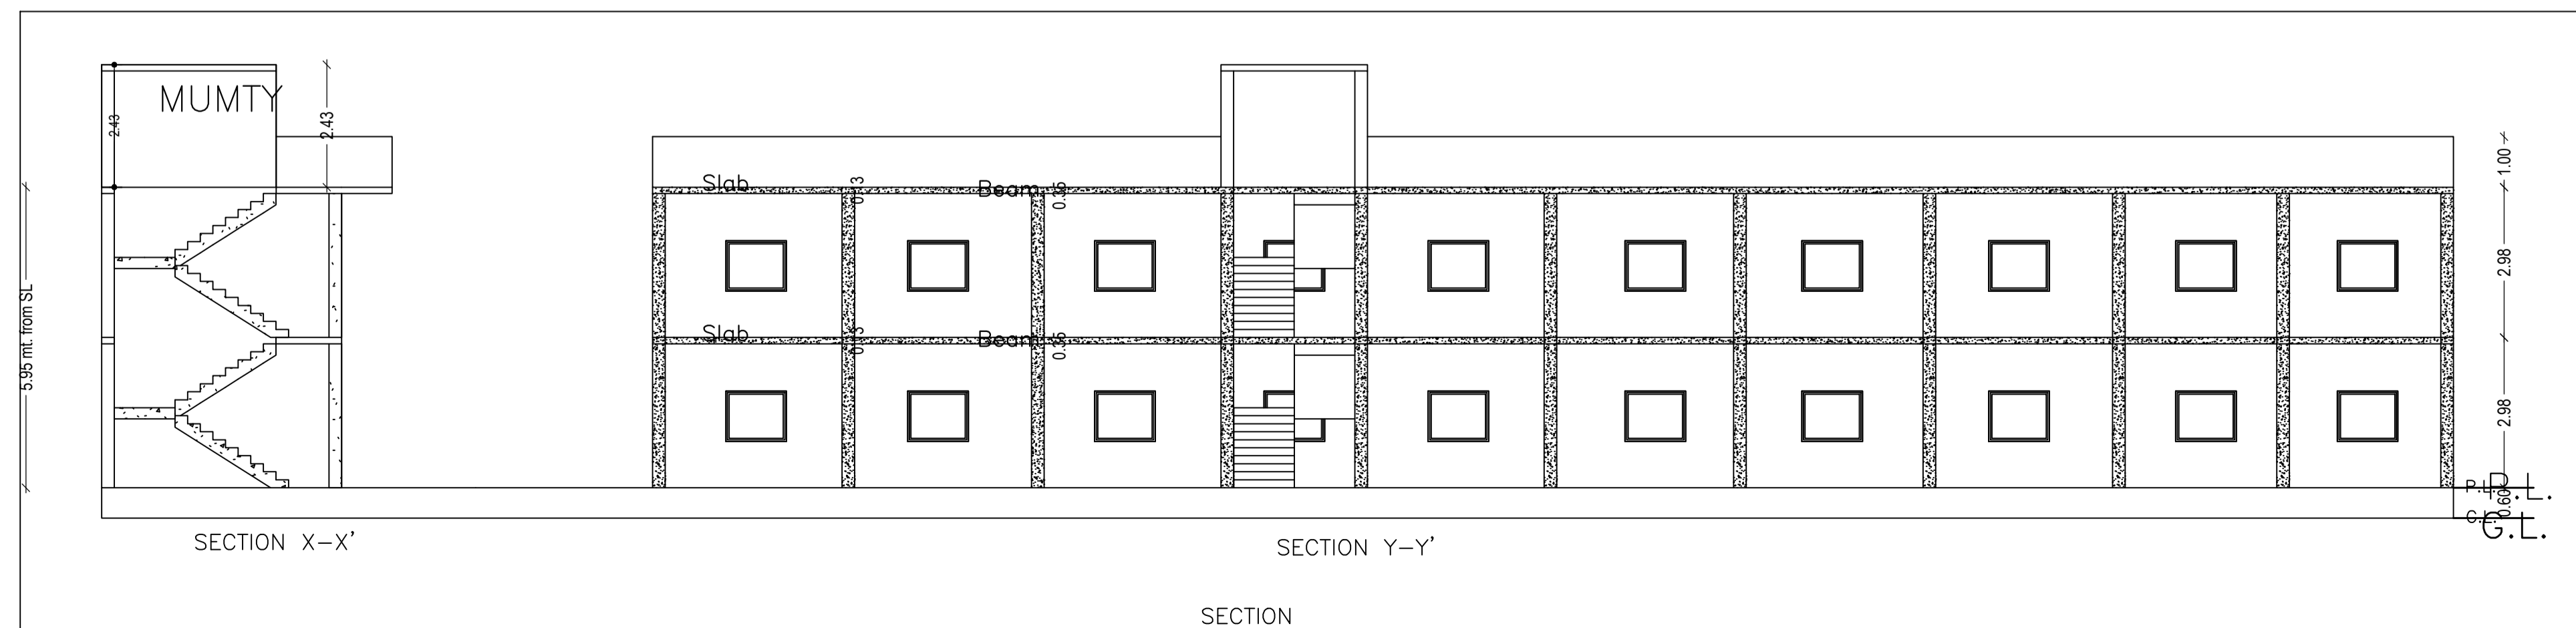 MUMTY
2.43
2.43
5.95 mt. from SL
Slab
0.13
Beam
0.35
1.00
2.98
Slab
0.13
Beam
0.35
2.98
P.L.
P.L.
0.60
G.L.
G.L.
SECTION X-X'
SECTION Y-Y'
SECTION